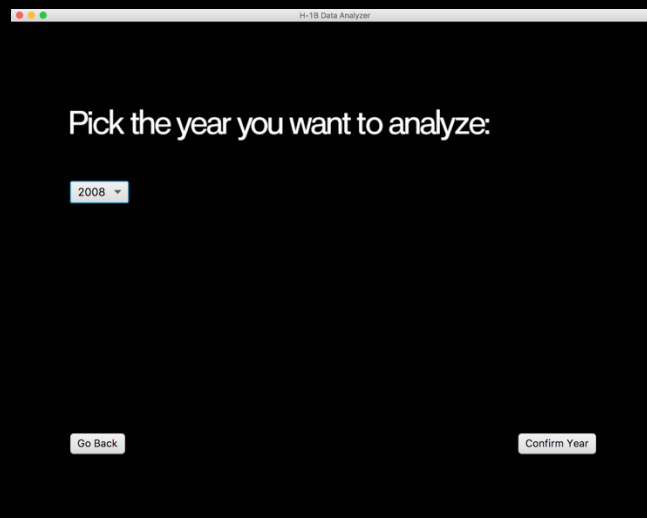 H-1B Data Analyzer
Pick the year you want to analyze:
2008
Go Back
Confirm Year